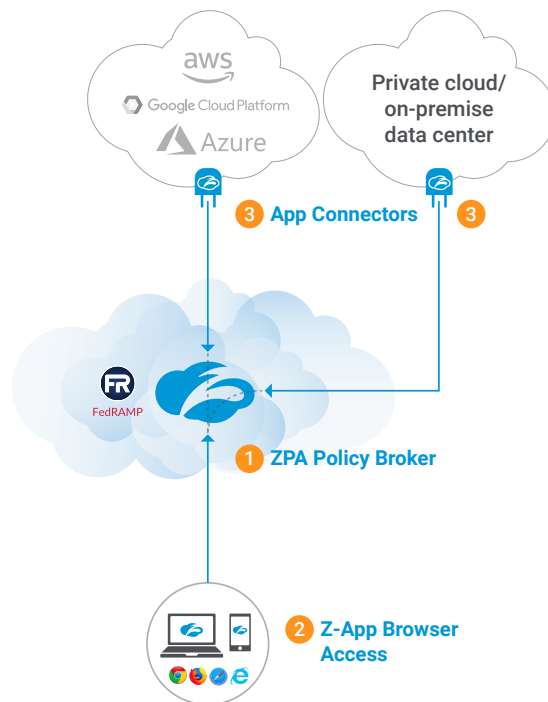 aws
Google Cloud Platform
Azure
Private cloud/
on-premise
data center
3 App Connectors
3
FR
FedRAMP
1 ZPA Policy Broker
2 Z-App Browser
Access